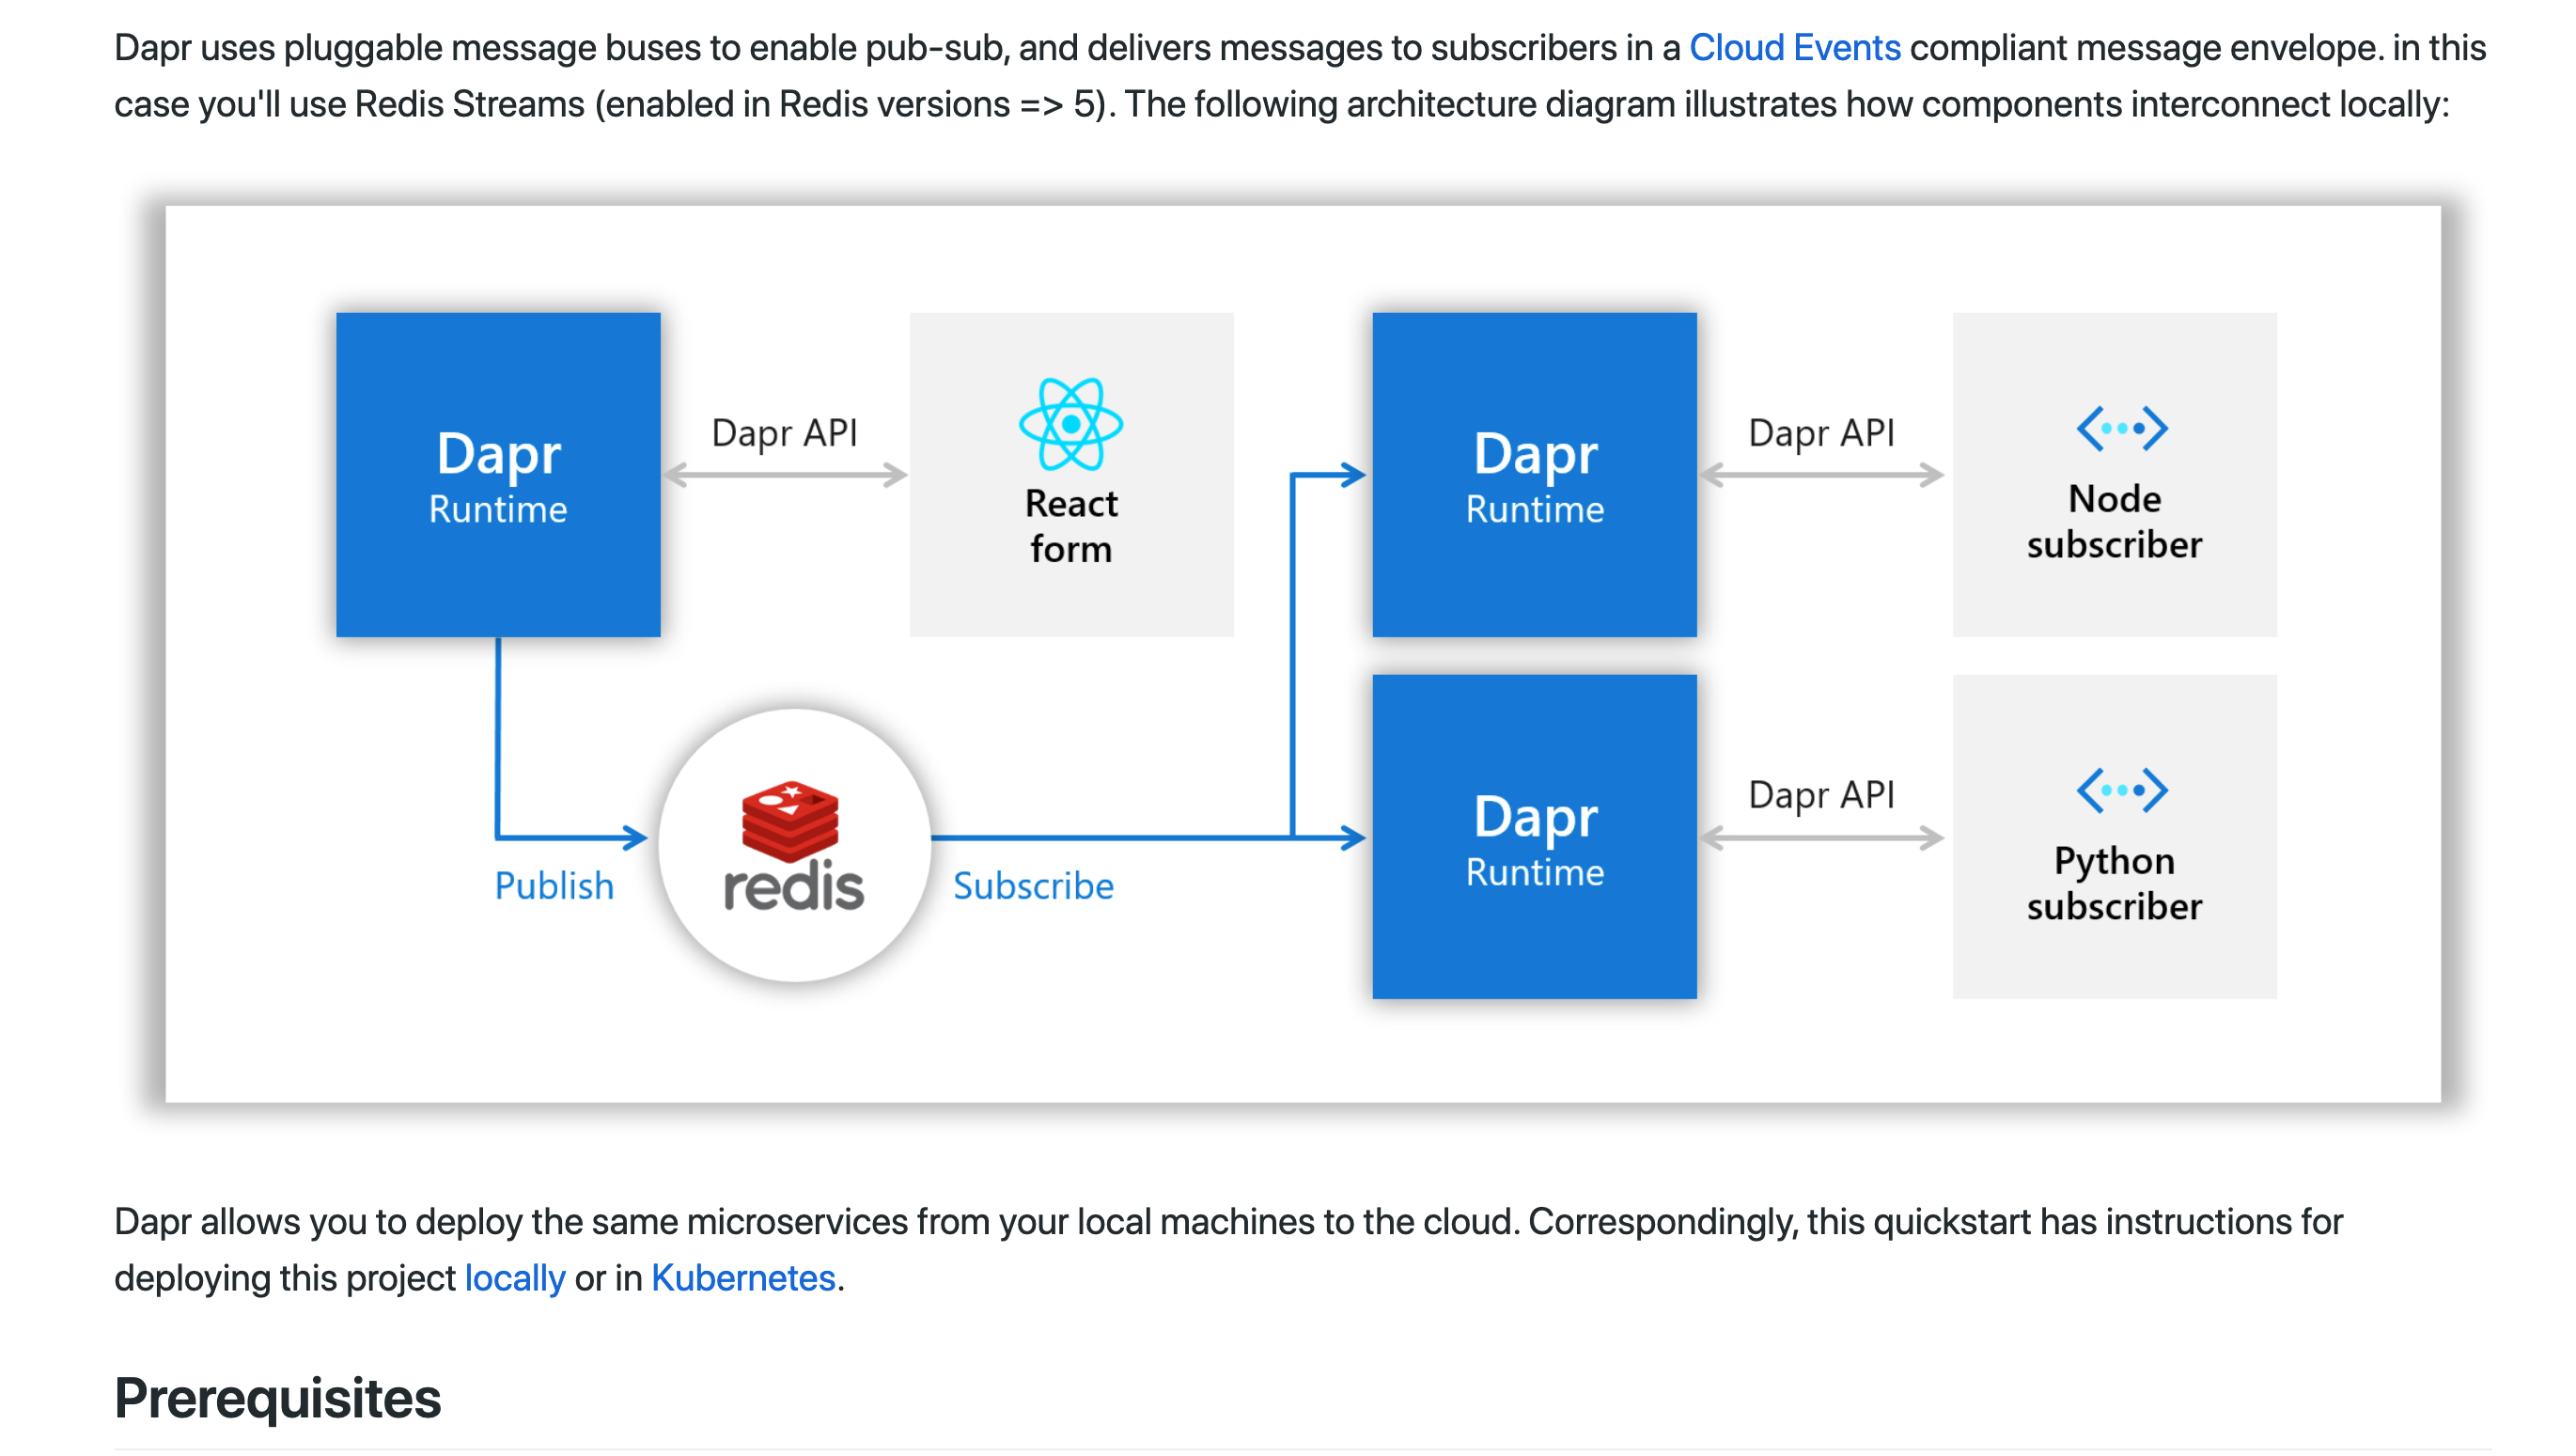 Dapr uses pluggable message buses to enable pub-sub, and delivers messages to subscribers in a Cloud Events compliant message envelope. in this
case you'll use Redis Streams (enabled in Redis versions => 5). The following architecture diagram illustrates how components interconnect locally:
Dapr
Runtime
Dapr API
React
form
Dapr
Runtime
Dapr API
Node
subscriber
Publish
redis
Subscribe
Dapr
Runtime
Dapr API
Python
subscriber
Dapr allows you to deploy the same microservices from your local machines to the cloud. Correspondingly, this quickstart has instructions for
deploying this project locally or in Kubernetes.
Prerequisites